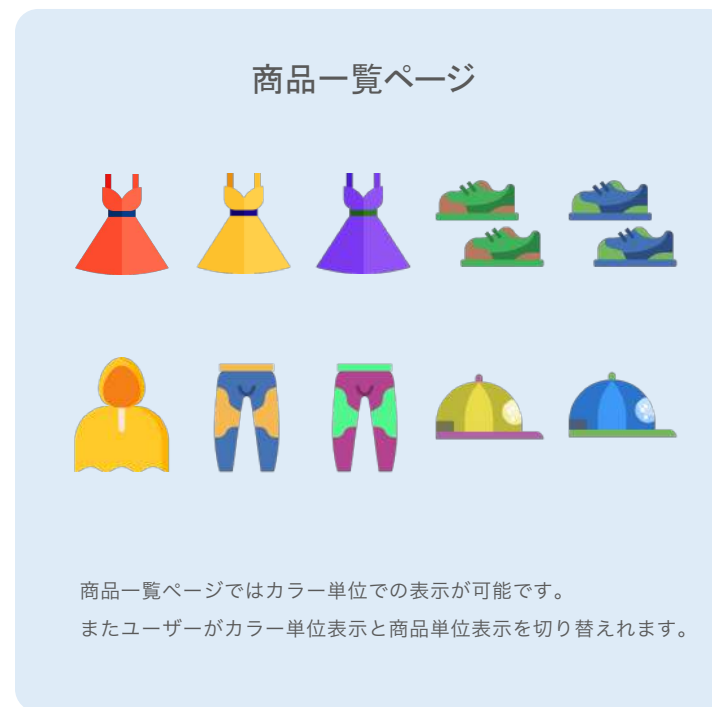 商品一覧ページ
商品一覧ページではカラー単位での表示が可能です。
またユーザーがカラー単位表示と商品単位表示を切り替えれます。